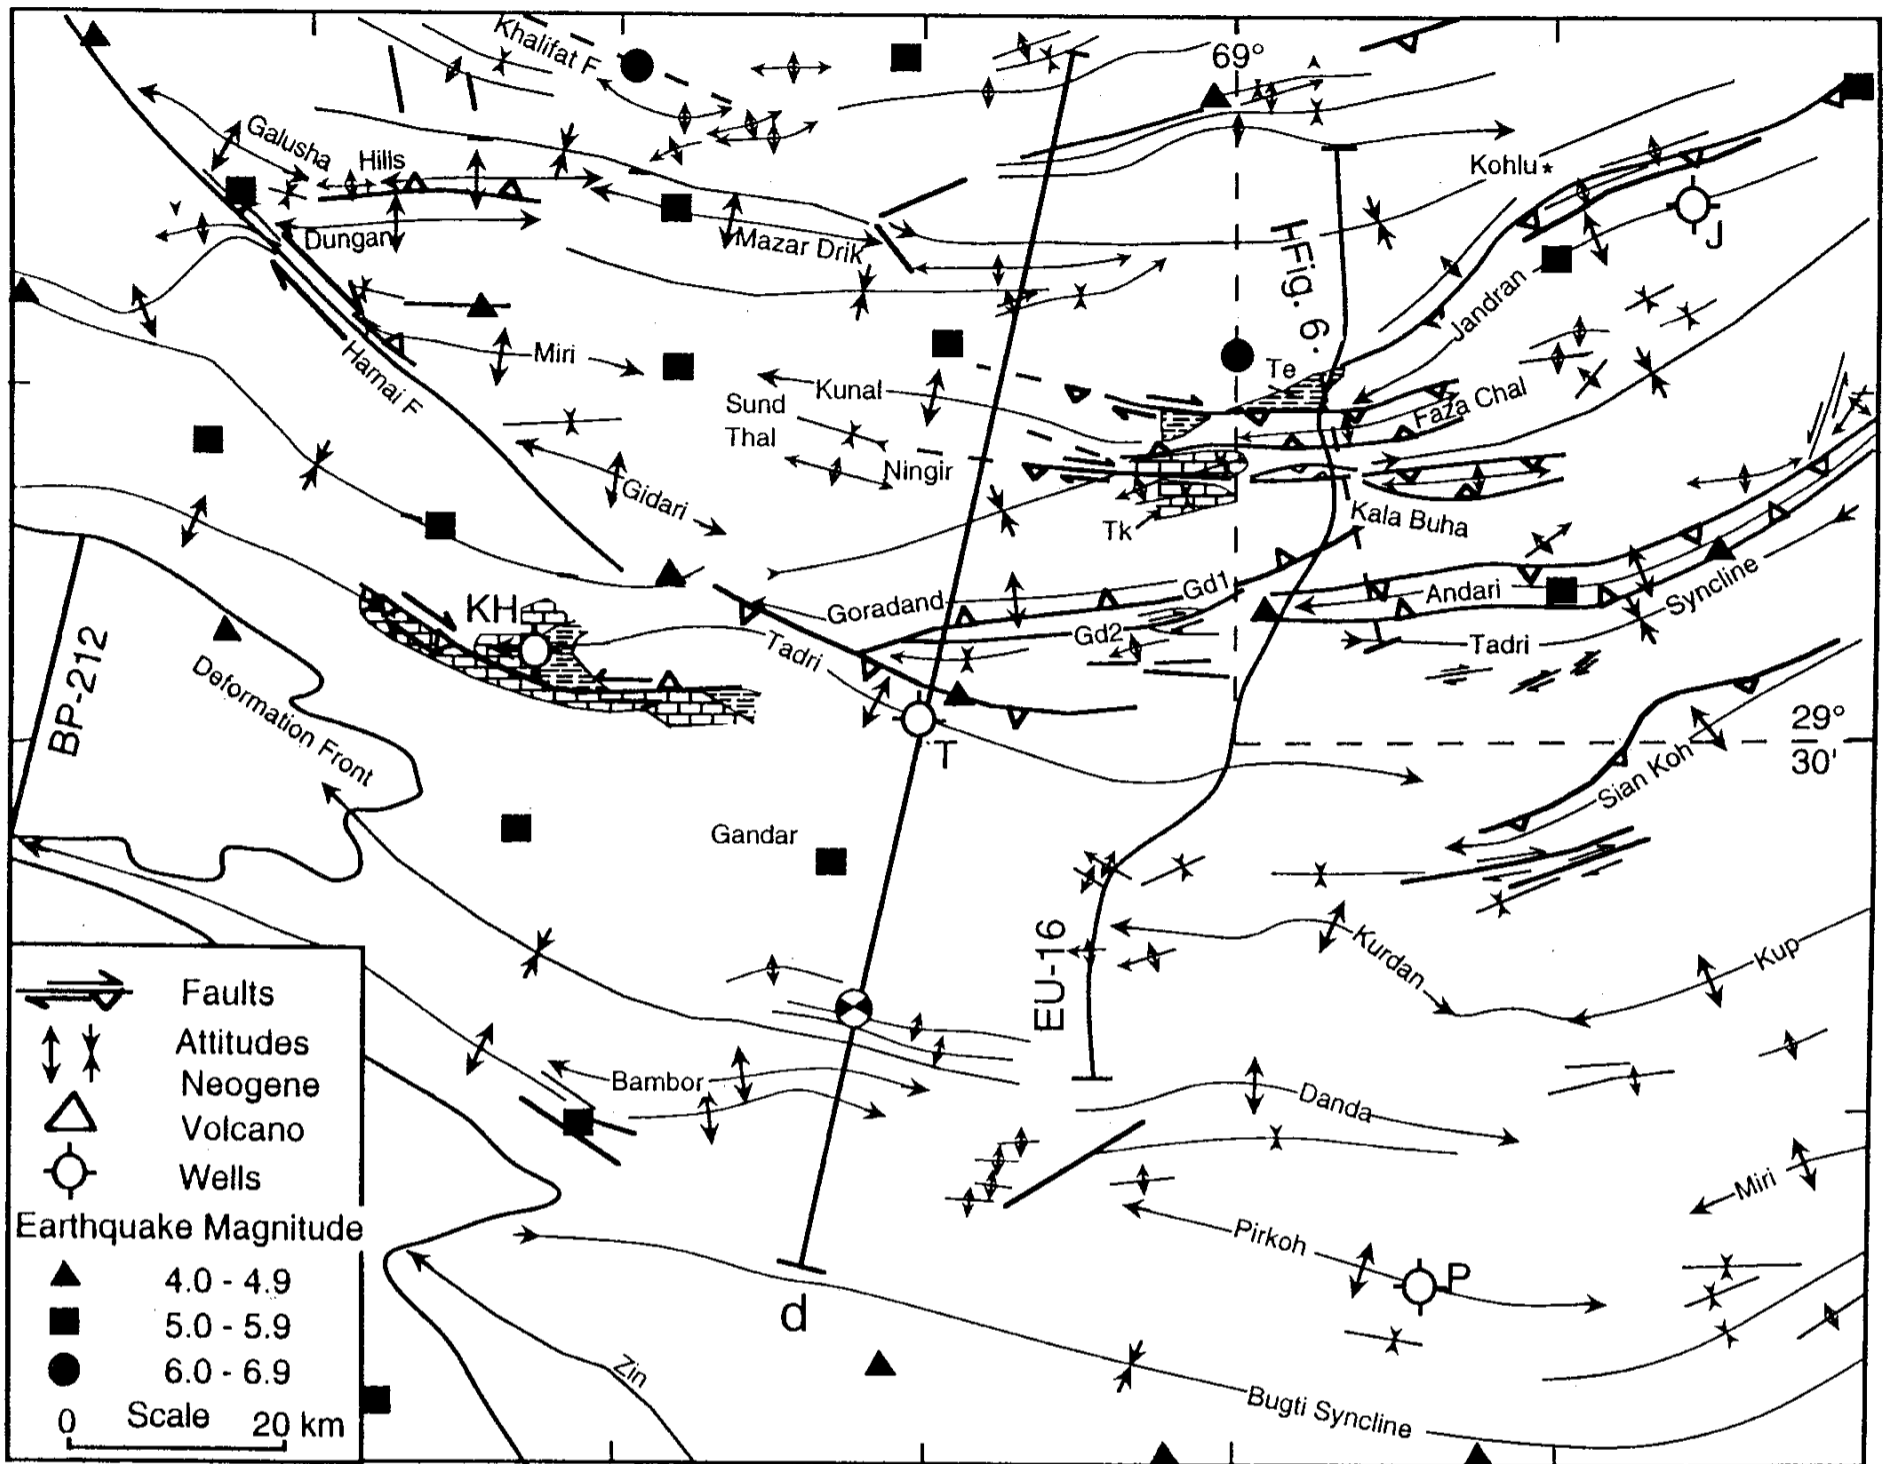 Khalifat F
69°
Galusha
Hills
Kohlu*
Dungan
Mazar Drik
J
HFig. 6.
Jandran
Harnai F
Miri
Te
Kunal
Sund
Thal
Faza Chal
Ningir
Gidari
Tk
Kala Buha
KH
Goradand
Gd1
Andari
Syncline
Gd2
Tadri
Tadri
BP-212
Deformation Front
T
29°
30'
Sian Koh
Gandar
EU-16
Kurdan
Kup
Bambor
Danda
Miri
Pirkoh
P
d
Zin
Bugti Syncline
Faults
Attitudes
Neogene
Volcano
Wells
Earthquake Magnitude
4.0 - 4.9
5.0 - 5.9
6.0 - 6.9
0 Scale 20 km